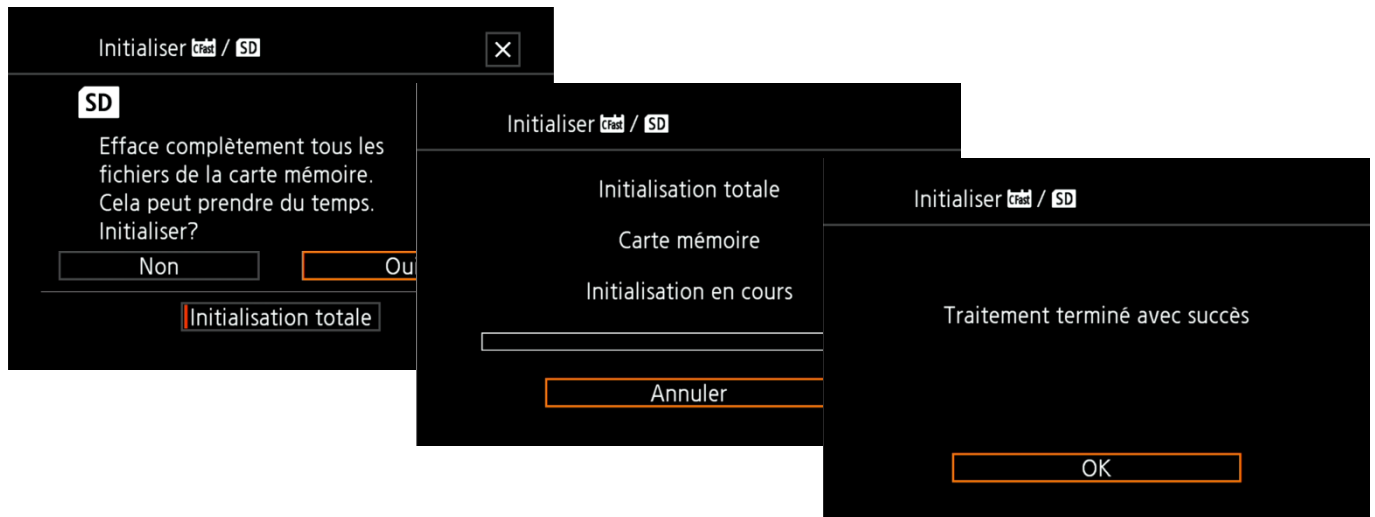 Initialiser CFast / SD
SD
Efface complètement tous les
fichiers de la carte mémoire.
Cela peut prendre du temps.
Initialiser?
Non
Oui
Initialisation totale
Initialiser CFast / SD
Initialisation totale
Carte mémoire
Initialisation en cours
Annuler
Initialiser CFast / SD
Traitement terminé avec succès
OK